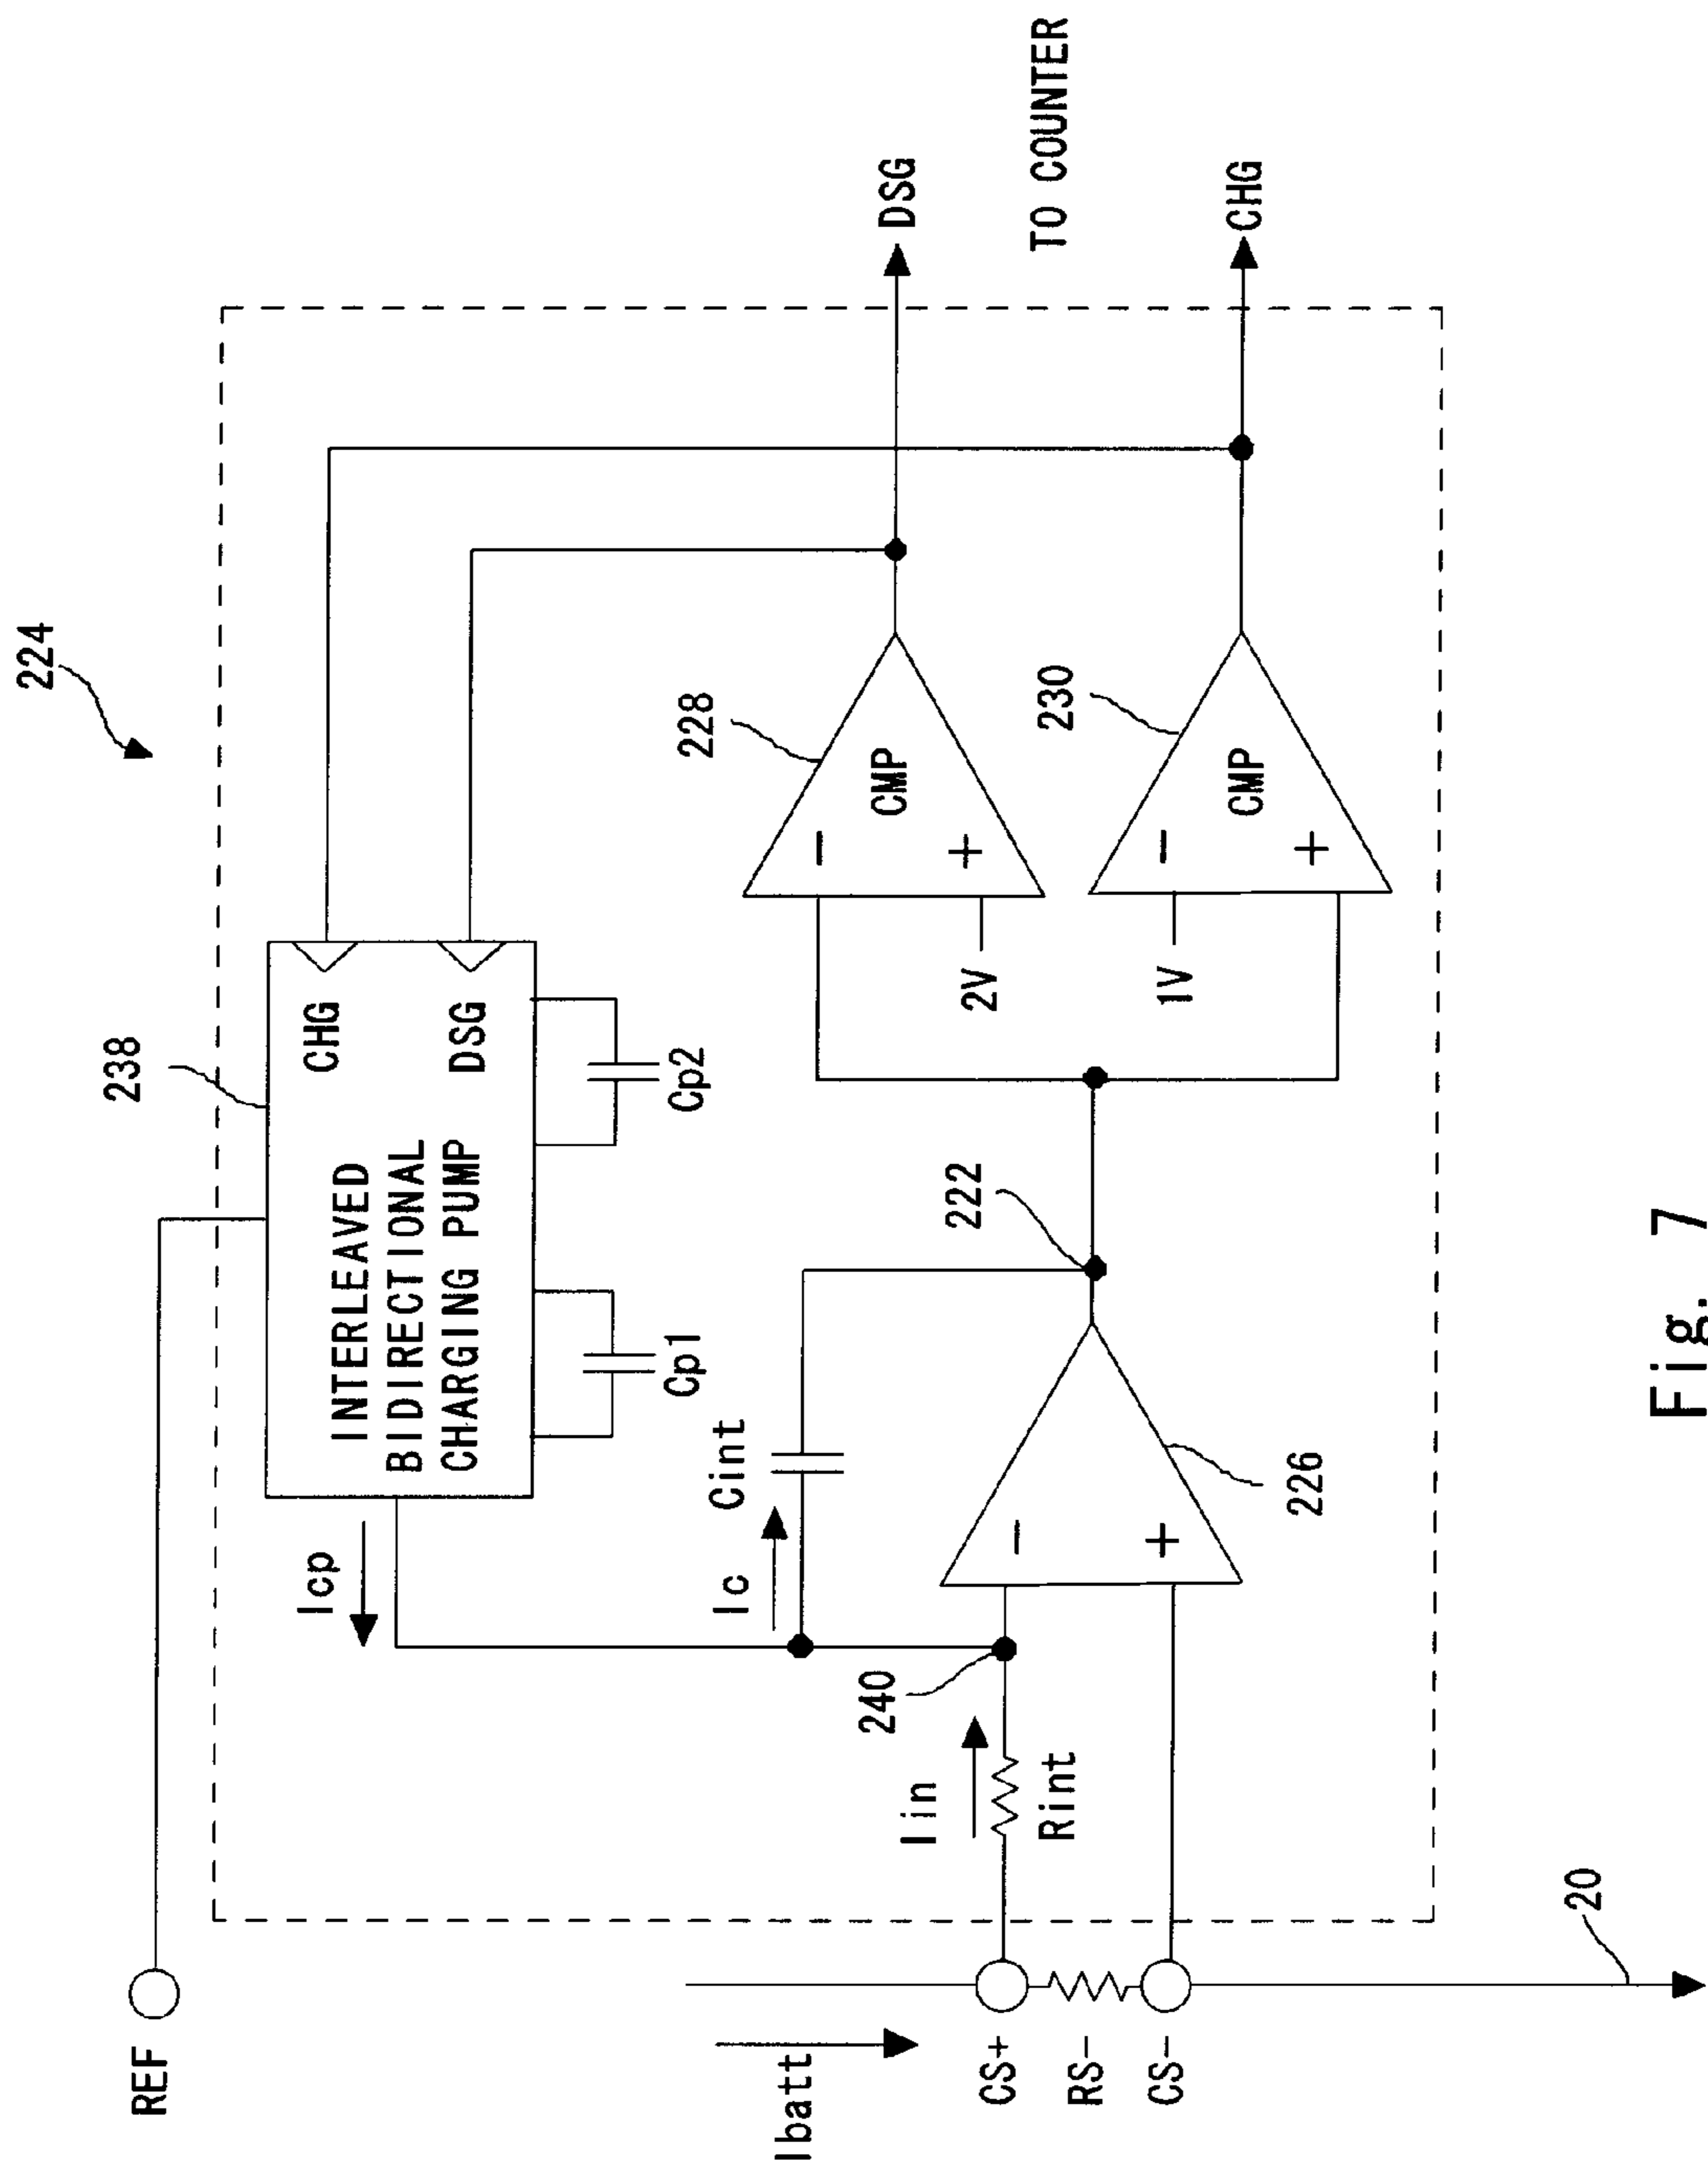 224
REF
238
INTERLEAVED
BIDIRECTIONAL
CHARGING PUMP
CHG
DSG
Icp
Cp1
Cp2
Ic
Cint
228
−
CMP
+
2V
DSG
240
222
230
−
CMP
+
1V
TO COUNTER
CHG
Ibatt
Iin
Rint
−
+
226
CS+
RS−
CS−
20
Fig. 7